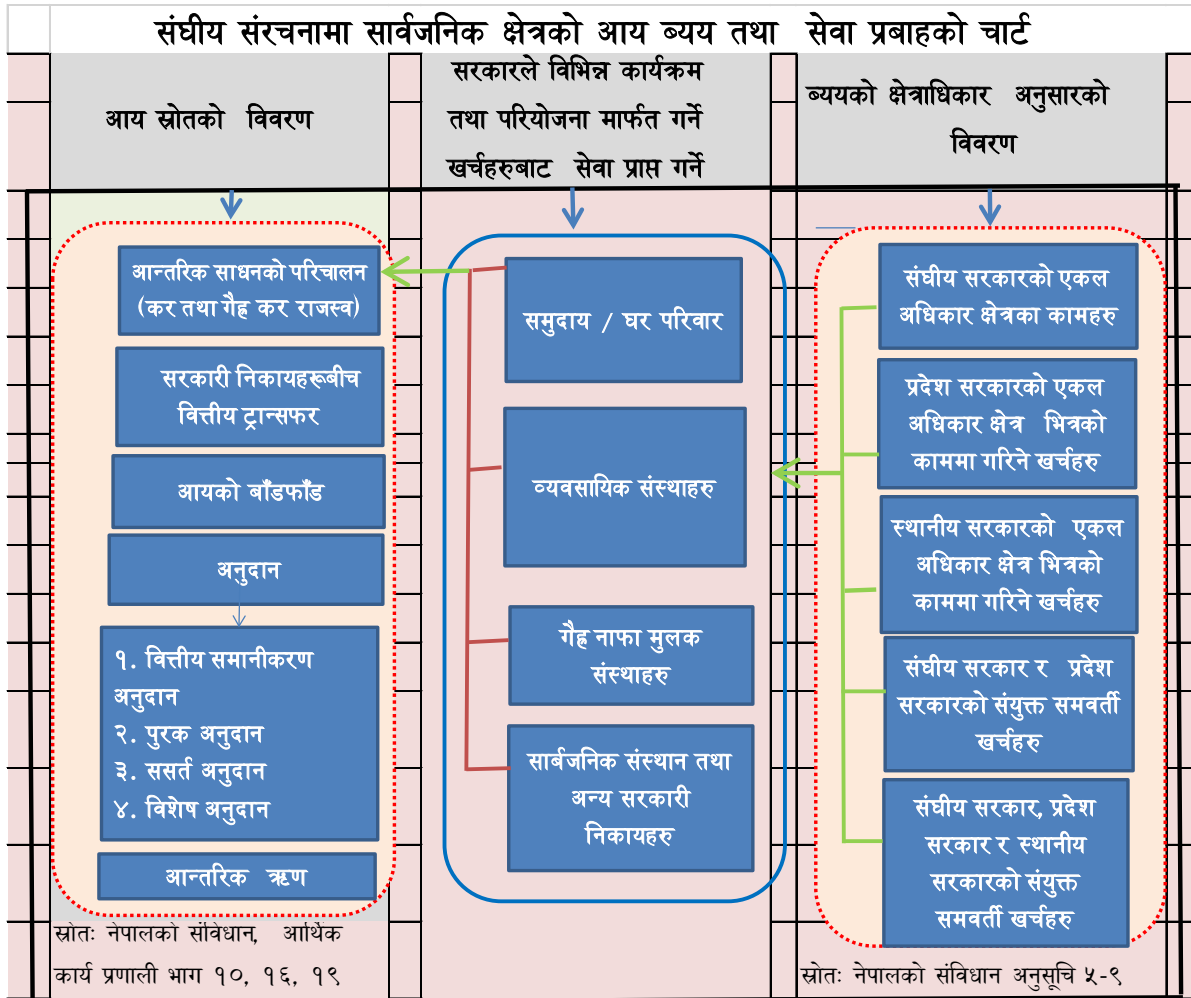 संघीय संरचनामा सार्वजनिक क्षेत्रको आय ब्यय तथा सेवा प्रबाहको चार्ट
आय स्रोतको विवरण
सरकारले विभिन्न कार्यक्रम
तथा परियोजना मार्फत गर्ने
खर्चहरुबाट सेवा प्राप्त गर्ने
ब्ययको क्षेत्राधिकार अनुसारको
विवरण
आन्तरिक साधनको परिचालन
(कर तथा गैह्र कर राजस्व)
सरकारी निकायहरूबीच
वित्तीय ट्रान्सफर
आयको बाँडफाँड
अनुदान
१. वित्तीय समानीकरण
अनुदान
२. पुरक अनुदान
३. ससर्त अनुदान
४. विशेष अनुदान
आन्तरिक ऋण
स्रोतः नेपालको संविधान, आर्थिक
कार्य प्रणाली भाग १०, १६, १९
समुदाय / घर परिवार
व्यवसायिक संस्थाहरु
गैह्र नाफा मुलक
संस्थाहरु
सार्बजनिक संस्थान तथा
अन्य सरकारी
निकायहरु
संघीय सरकारको एकल
अधिकार क्षेत्रका कामहरु
प्रदेश सरकारको एकल
अधिकार क्षेत्र भित्रको
काममा गरिने खर्चहरु
स्थानीय सरकारको एकल
अधिकार क्षेत्र भित्रको
काममा गरिने खर्चहरु
संघीय सरकार र प्रदेश
सरकारको संयुक्त समवर्ती
खर्चहरु
संघीय सरकार, प्रदेश
सरकार र स्थानीय
सरकारको संयुक्त
समवर्ती खर्चहरु
स्रोतः नेपालको संविधान अनुसूचि ५-९